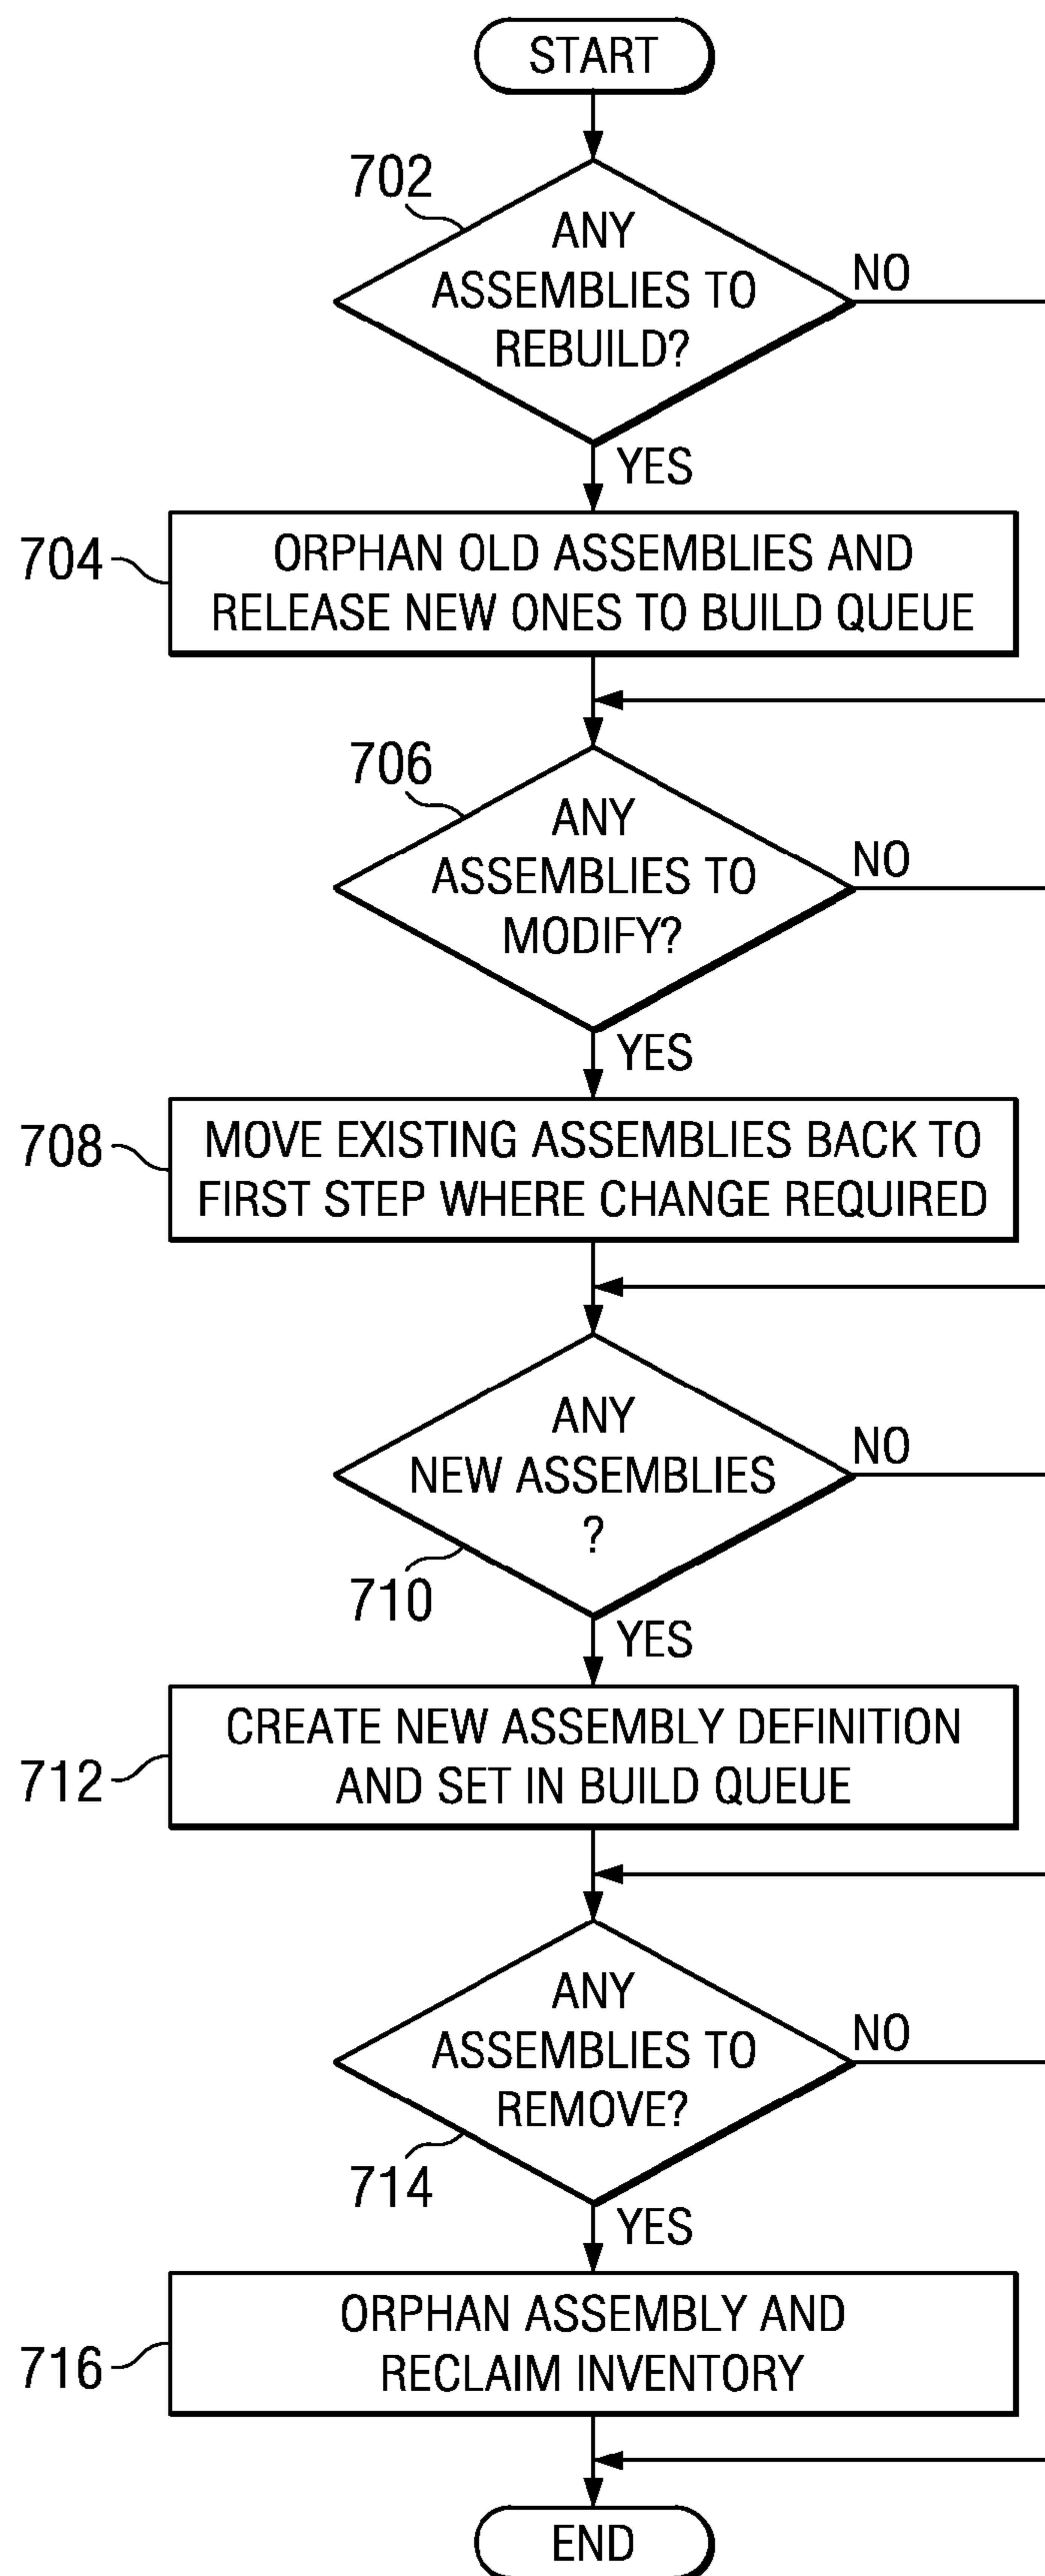 START
702
ANY
ASSEMBLIES TO
REBUILD?
NO
YES
704
ORPHAN OLD ASSEMBLIES AND
RELEASE NEW ONES TO BUILD QUEUE
706
ANY
ASSEMBLIES TO
MODIFY?
NO
YES
708
MOVE EXISTING ASSEMBLIES BACK TO
FIRST STEP WHERE CHANGE REQUIRED
ANY
NEW ASSEMBLIES
?
NO
710
YES
712
CREATE NEW ASSEMBLY DEFINITION
AND SET IN BUILD QUEUE
ANY
ASSEMBLIES TO
REMOVE?
NO
714
YES
716
ORPHAN ASSEMBLY AND
RECLAIM INVENTORY
END